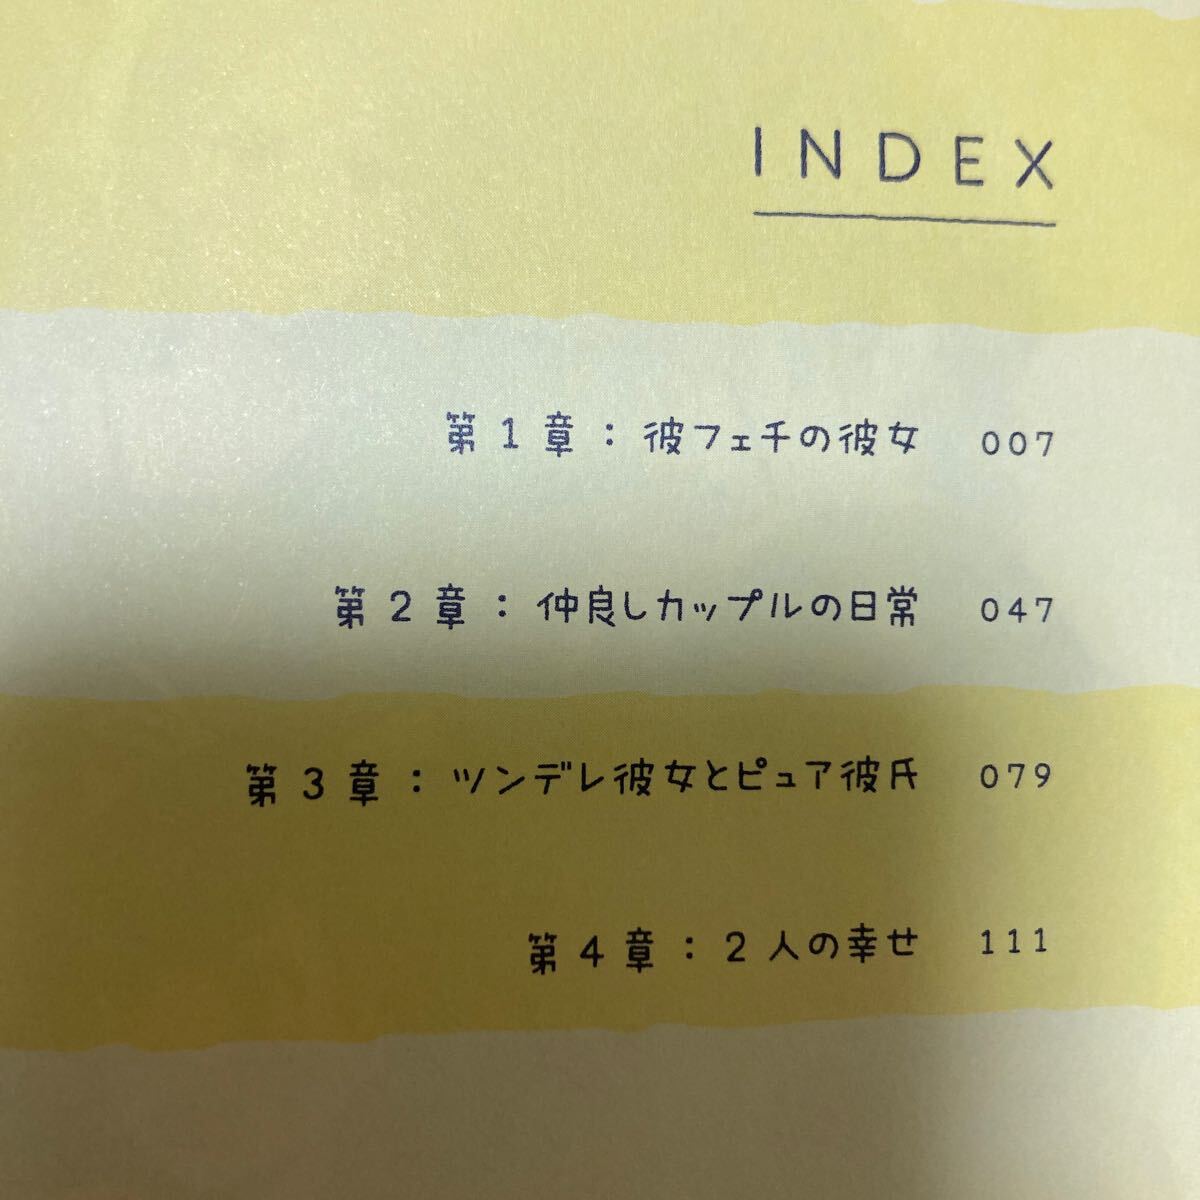 INDEX
第1章：彼フェチの彼女 007
第2章：仲良しカップルの日常 047
第3章：ツンデレ彼女とピュア彼氏 079
第4章：2人の幸せ 111